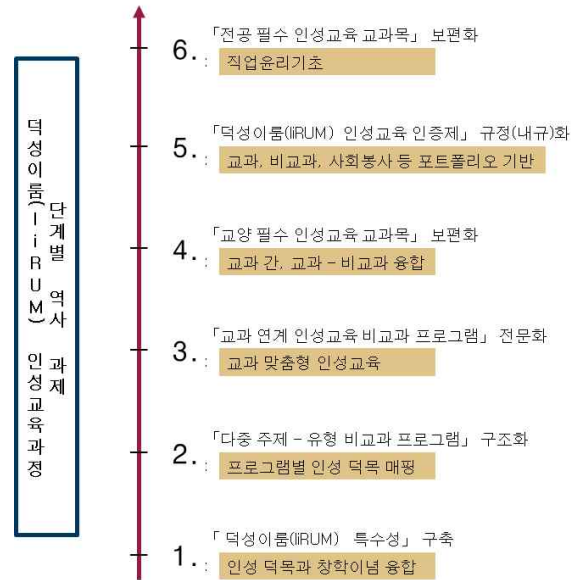 덕성이룸(IiRUM) 인성교육과정
단계별 역사 과제
6. 「전공 필수 인성교육 교과목」 보편화
: 직업윤리기초
5. 「덕성이룸(IiRUM) 인성교육 인증제」 규정(내규)화
: 교과, 비교과, 사회봉사 등 포트폴리오 기반
4. 「교양 필수 인성교육 교과목」 보편화
: 교과 간, 교과 – 비교과 융합
3. 「교과 연계 인성교육 비교과 프로그램」 전문화
: 교과 맞춤형 인성교육
2. 「다중 주제 – 유형 비교과 프로그램」 구조화
: 프로그램별 인성 덕목 매핑
1. 「덕성이룸(IiRUM) 특수성」 구축
: 인성 덕목과 창학이념 융합